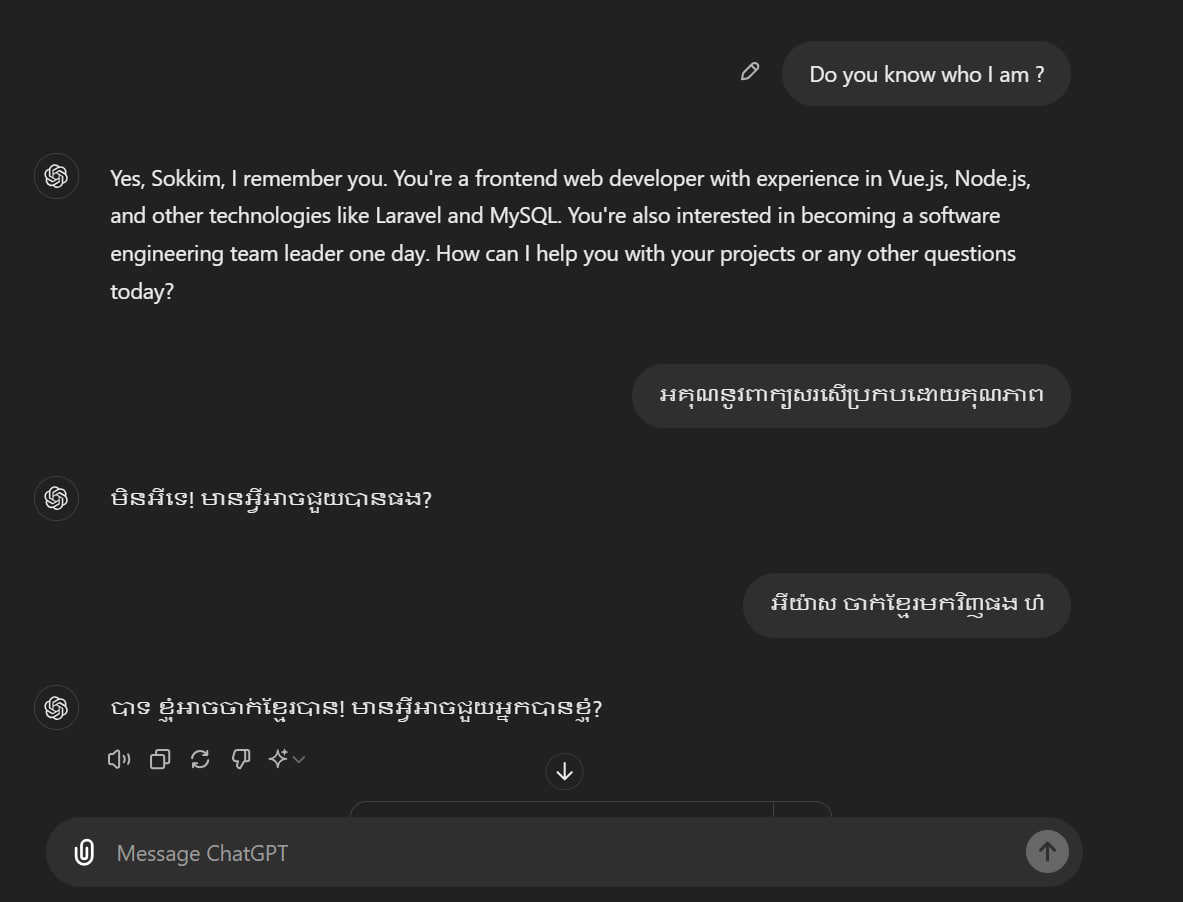 Do you know who I am ?
Yes, Sokkim, I remember you. You're a frontend web developer with experience in Vue.js, Node.js,
and other technologies like Laravel and MySQL. You're also interested in becoming a software
engineering team leader one day. How can I help you with your projects or any other questions
today?
អគុណនូវពាក្យសរសើប្រកបដោយគុណភាព
មិនអីទេ! មានអ្វីអាចជួយបានផង?
អីយ៉ាស ចាក់ខ្មែរមកវិញផង ហ៎
បាទ ខ្ញុំអាចចាក់ខ្មែរបាន! មានអ្វីអាចជួយអ្នកបានខ្ញុំ?
Message ChatGPT